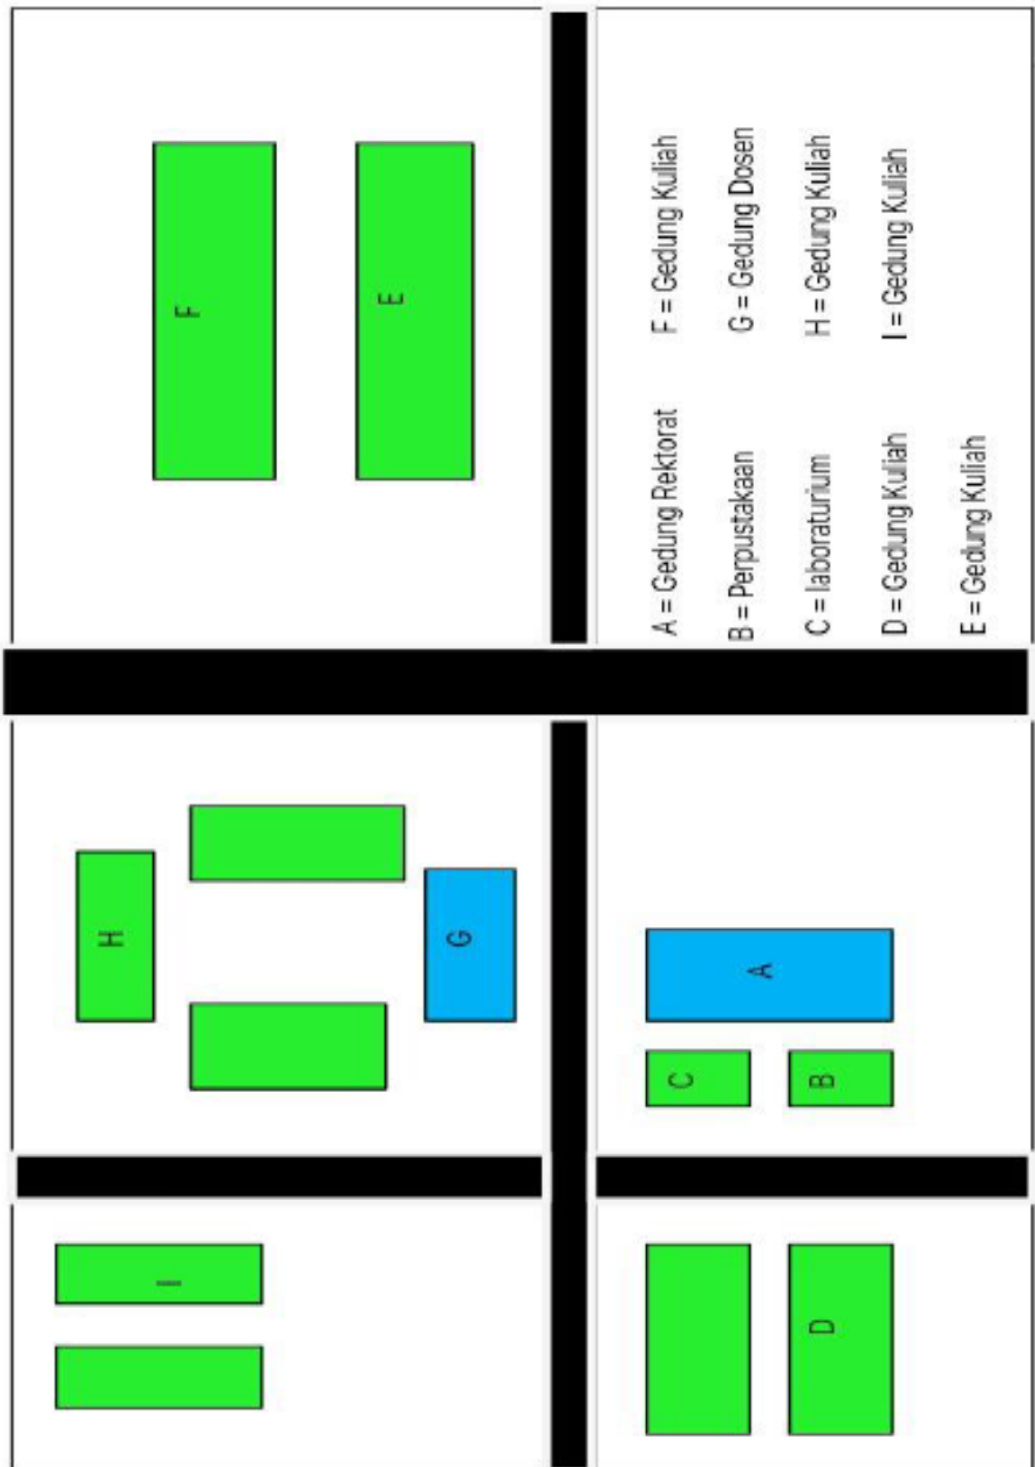 I
H
F
G
E
C
A
D
B
A = Gedung Rektorat
B = Perpustakaan
C = laboraturium
D = Gedung Kuliah
E = Gedung Kuliah
F = Gedung Kuliah
G = Gedung Dosen
H = Gedung Kuliah
I = Gedung Kuliah